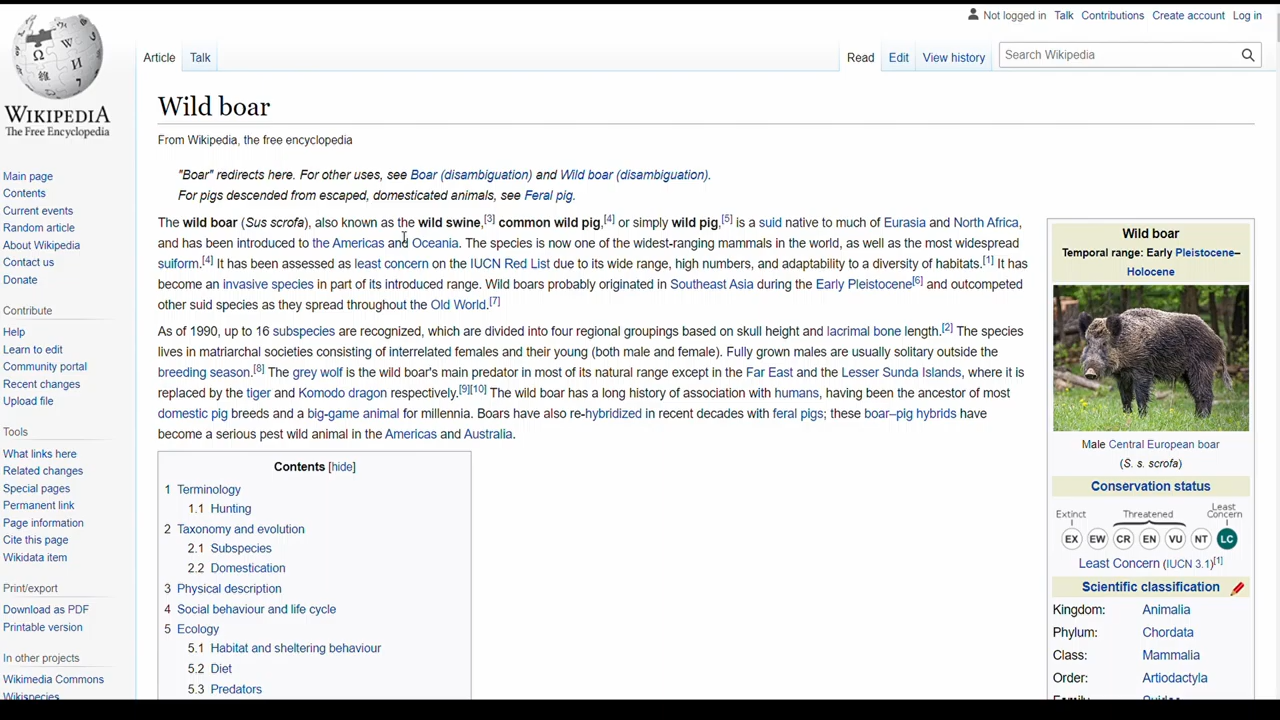 Not logged in Talk Contributions Create account Log in
Article Talk Read Edit View history Search Wikipedia
WIKIPEDIA
The Free Encyclopedia
Main page
Contents
Current events
Random article
About Wikipedia
Contact us
Donate
Contribute
Help
Learn to edit
Community portal
Recent changes
Upload file
Tools
What links here
Related changes
Special pages
Permanent link
Page information
Cite this page
Wikidata item
Print/export
Download as PDF
Printable version
In other projects
Wikimedia Commons
Wikispecies
Wild boar
From Wikipedia, the free encyclopedia
"Boar" redirects here. For other uses, see Boar (disambiguation) and Wild boar (disambiguation).
For pigs descended from escaped, domesticated animals, see Feral pig.
The wild boar (Sus scrofa), also known as the wild swine,[3] common wild pig,[4] or simply wild pig,[5] is a suid native to much of Eurasia and North Africa,
and has been introduced to the Americas and Oceania. The species is now one of the widest-ranging mammals in the world, as well as the most widespread
suiform.[4] It has been assessed as least concern on the IUCN Red List due to its wide range, high numbers, and adaptability to a diversity of habitats.[1] It has
become an invasive species in part of its introduced range. Wild boars probably originated in Southeast Asia during the Early Pleistocene[6] and outcompeted
other suid species as they spread throughout the Old World.[7]
As of 1990, up to 16 subspecies are recognized, which are divided into four regional groupings based on skull height and lacrimal bone length.[2] The species
lives in matriarchal societies consisting of interrelated females and their young (both male and female). Fully grown males are usually solitary outside the
breeding season.[8] The grey wolf is the wild boar's main predator in most of its natural range except in the Far East and the Lesser Sunda Islands, where it is
replaced by the tiger and Komodo dragon respectively.[9][10] The wild boar has a long history of association with humans, having been the ancestor of most
domestic pig breeds and a big-game animal for millennia. Boars have also re-hybridized in recent decades with feral pigs; these boar–pig hybrids have
become a serious pest wild animal in the Americas and Australia.
Contents [hide]
1 Terminology
1.1 Hunting
2 Taxonomy and evolution
2.1 Subspecies
2.2 Domestication
3 Physical description
4 Social behaviour and life cycle
5 Ecology
5.1 Habitat and sheltering behaviour
5.2 Diet
5.3 Predators
Wild boar
Temporal range: Early Pleistocene–
Holocene
Male Central European boar
(S. s. scrofa)
Conservation status
Extinct Threatened Least Concern
EX EW CR EN VU NT LC
Least Concern (IUCN 3.1)[1]
Scientific classification
Kingdom: Animalia
Phylum: Chordata
Class: Mammalia
Order: Artiodactyla